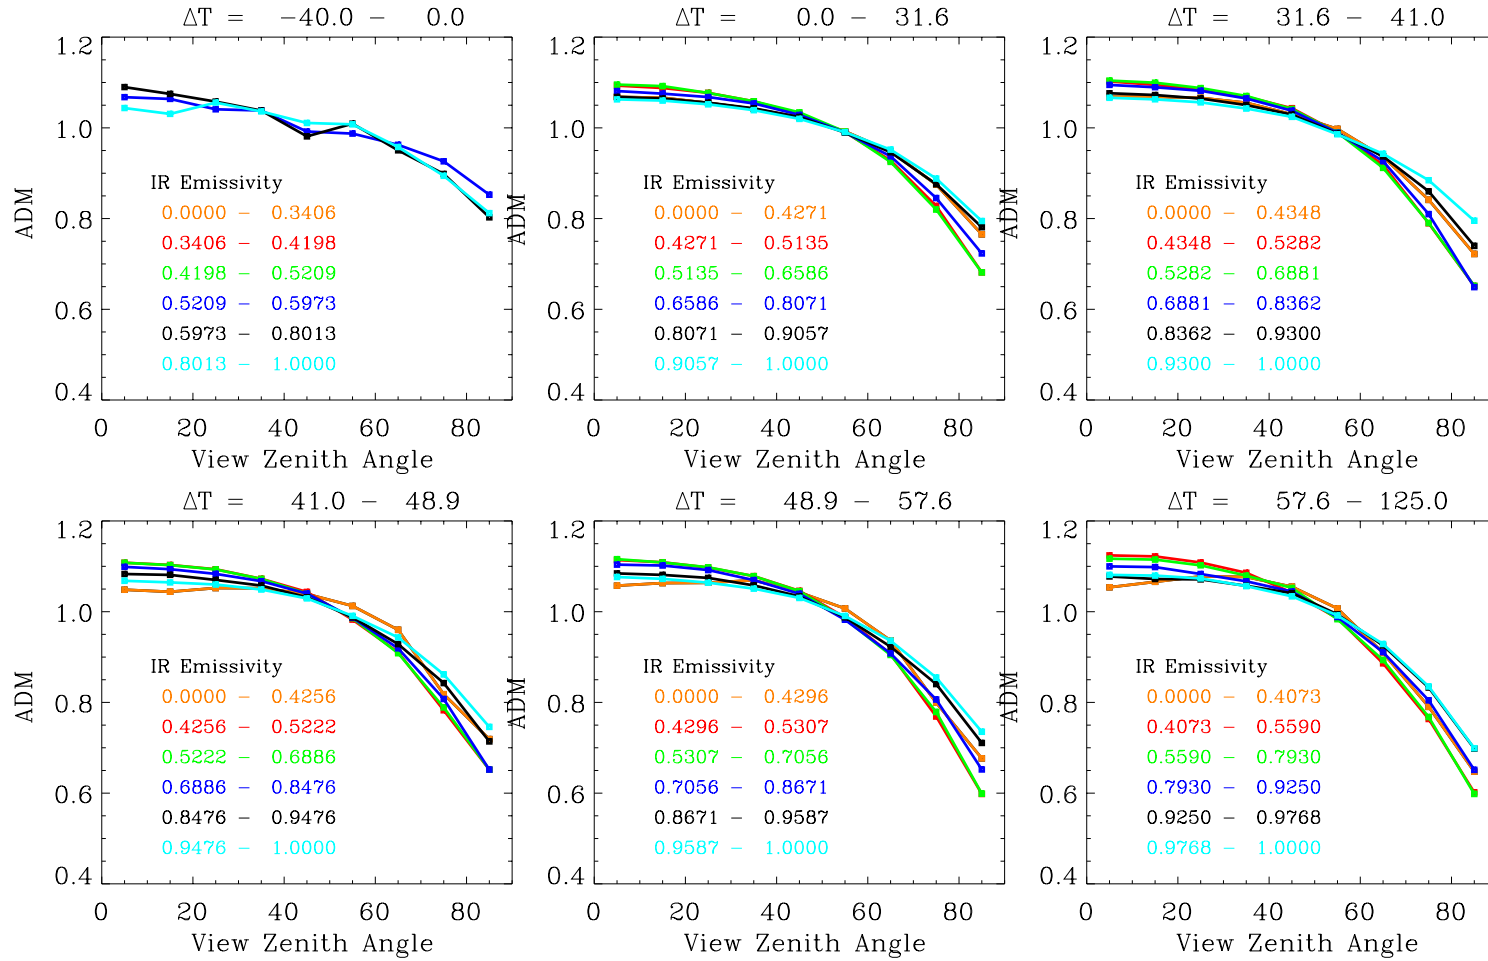 ΔT = −40.0 − 0.0
1.2
1.0
0.8
0.6
0.4
ADM
IR Emissivity
0.0000 − 0.3406
0.3406 − 0.4198
0.4198 − 0.5209
0.5209 − 0.5973
0.5973 − 0.8013
0.8013 − 1.0000
0 20 40 60 80
View Zenith Angle
ΔT = 0.0 − 31.6
1.2
1.0
0.8
0.6
0.4
ADM
IR Emissivity
0.0000 − 0.4271
0.4271 − 0.5135
0.5135 − 0.6586
0.6586 − 0.8071
0.8071 − 0.9057
0.9057 − 1.0000
0 20 40 60 80
View Zenith Angle
ΔT = 31.6 − 41.0
1.2
1.0
0.8
0.6
0.4
ADM
IR Emissivity
0.0000 − 0.4348
0.4348 − 0.5282
0.5282 − 0.6881
0.6881 − 0.8362
0.8362 − 0.9300
0.9300 − 1.0000
0 20 40 60 80
View Zenith Angle
ΔT = 41.0 − 48.9
1.2
1.0
0.8
0.6
0.4
ADM
IR Emissivity
0.0000 − 0.4256
0.4256 − 0.5222
0.5222 − 0.6886
0.6886 − 0.8476
0.8476 − 0.9476
0.9476 − 1.0000
0 20 40 60 80
View Zenith Angle
ΔT = 48.9 − 57.6
1.2
1.0
0.8
0.6
0.4
ADM
IR Emissivity
0.0000 − 0.4296
0.4296 − 0.5307
0.5307 − 0.7056
0.7056 − 0.8671
0.8671 − 0.9587
0.9587 − 1.0000
0 20 40 60 80
View Zenith Angle
ΔT = 57.6 − 125.0
1.2
1.0
0.8
0.6
0.4
ADM
IR Emissivity
0.0000 − 0.4073
0.4073 − 0.5590
0.5590 − 0.7930
0.7930 − 0.9250
0.9250 − 0.9768
0.9768 − 1.0000
0 20 40 60 80
View Zenith Angle